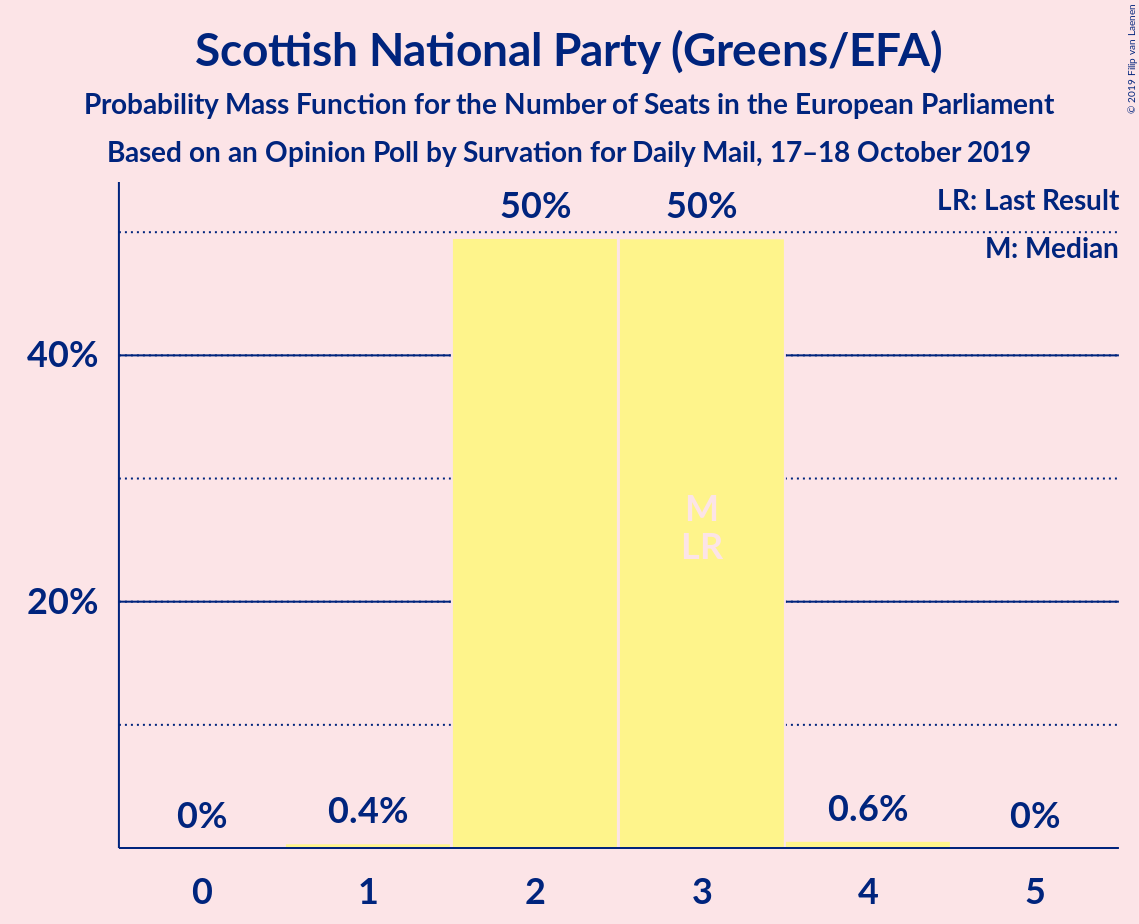 Scottish National Party (Greens/EFA)
Probability Mass Function for the Number of Seats in the European Parliament
Based on an Opinion Poll by Survation for Daily Mail, 17–18 October 2019
© 2019 Filip van Laenen
LR: Last Result
M: Median
50%
50%
40%
20%
M
LR
0%
0.4%
0.6%
0%
0
1
2
3
4
5